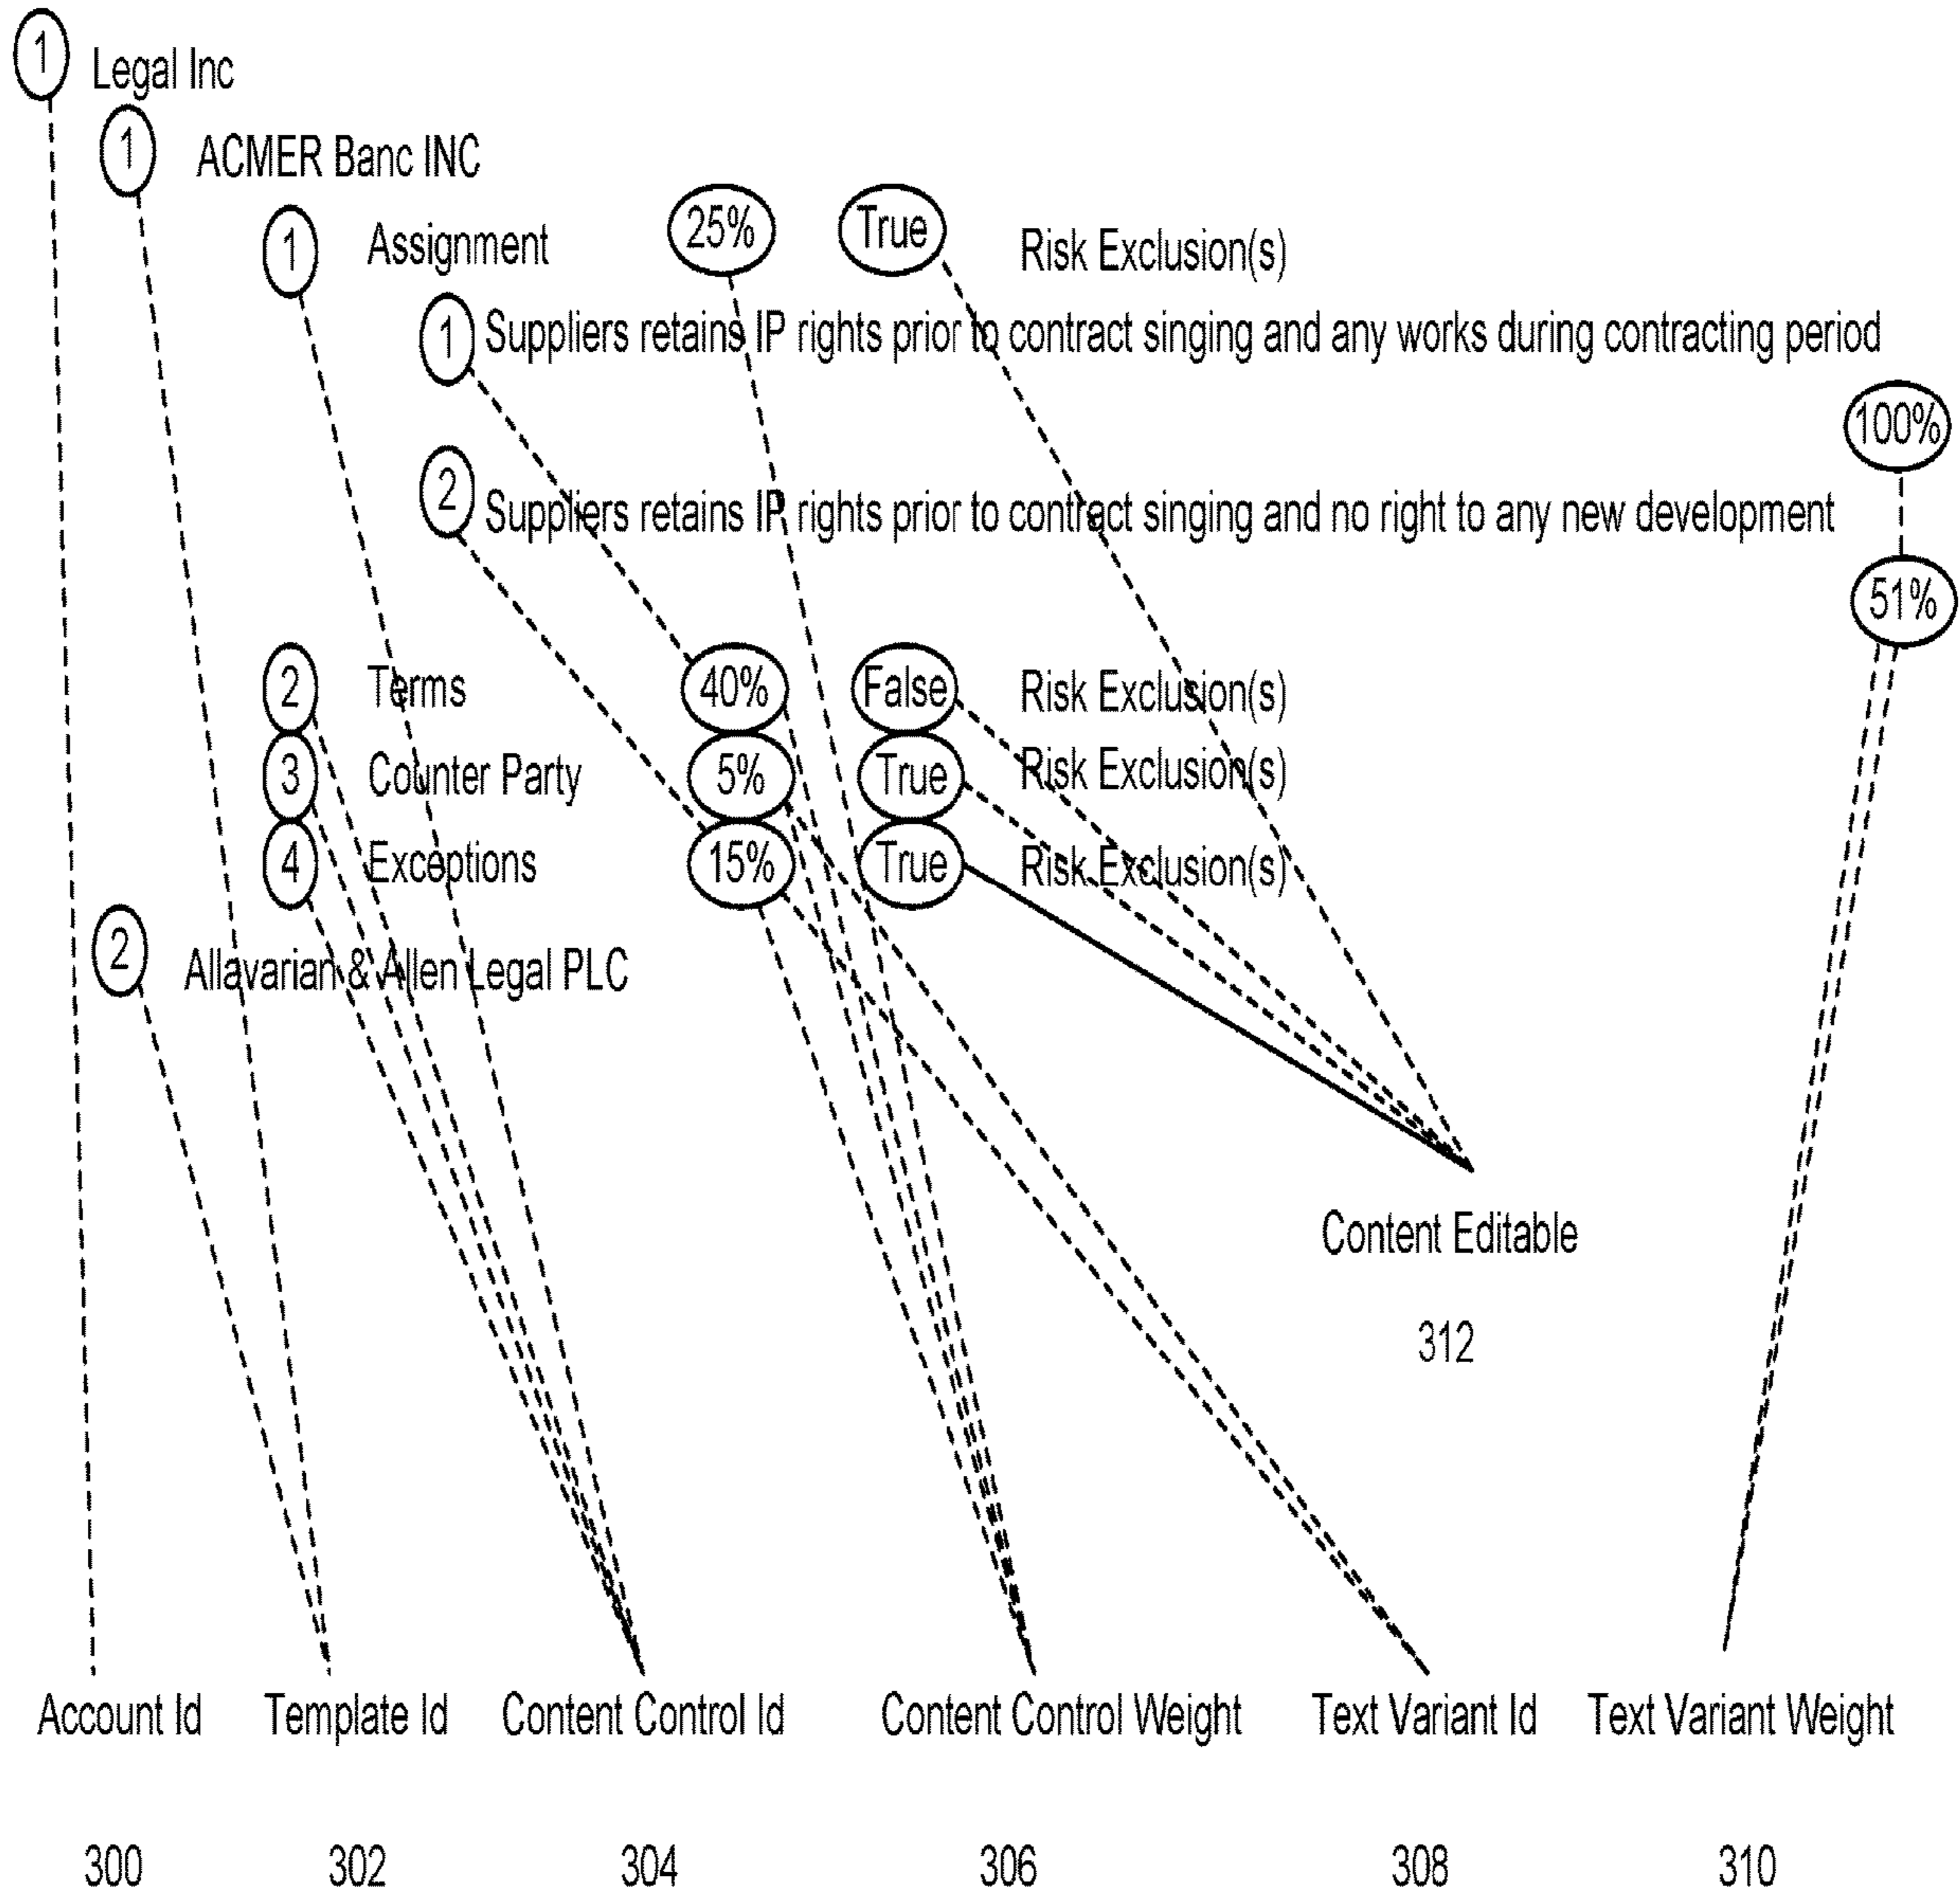 1 Legal Inc
1 ACMER Banc INC
1 Assignment 25% True Risk Exclusion(s)
1 Suppliers retains IP rights prior to contract singing and any works during contracting period
100%
2 Suppliers retains IP rights prior to contract singing and no right to any new development
51%
2 Terms 40% False Risk Exclusion(s)
3 Counter Party 5% True Risk Exclusion(s)
4 Exceptions 15% True Risk Exclusion(s)
2 Allavarian & Allen Legal PLC
Content Editable
312
Account Id Template Id Content Control Id Content Control Weight Text Variant Id Text Variant Weight
300 302 304 306 308 310